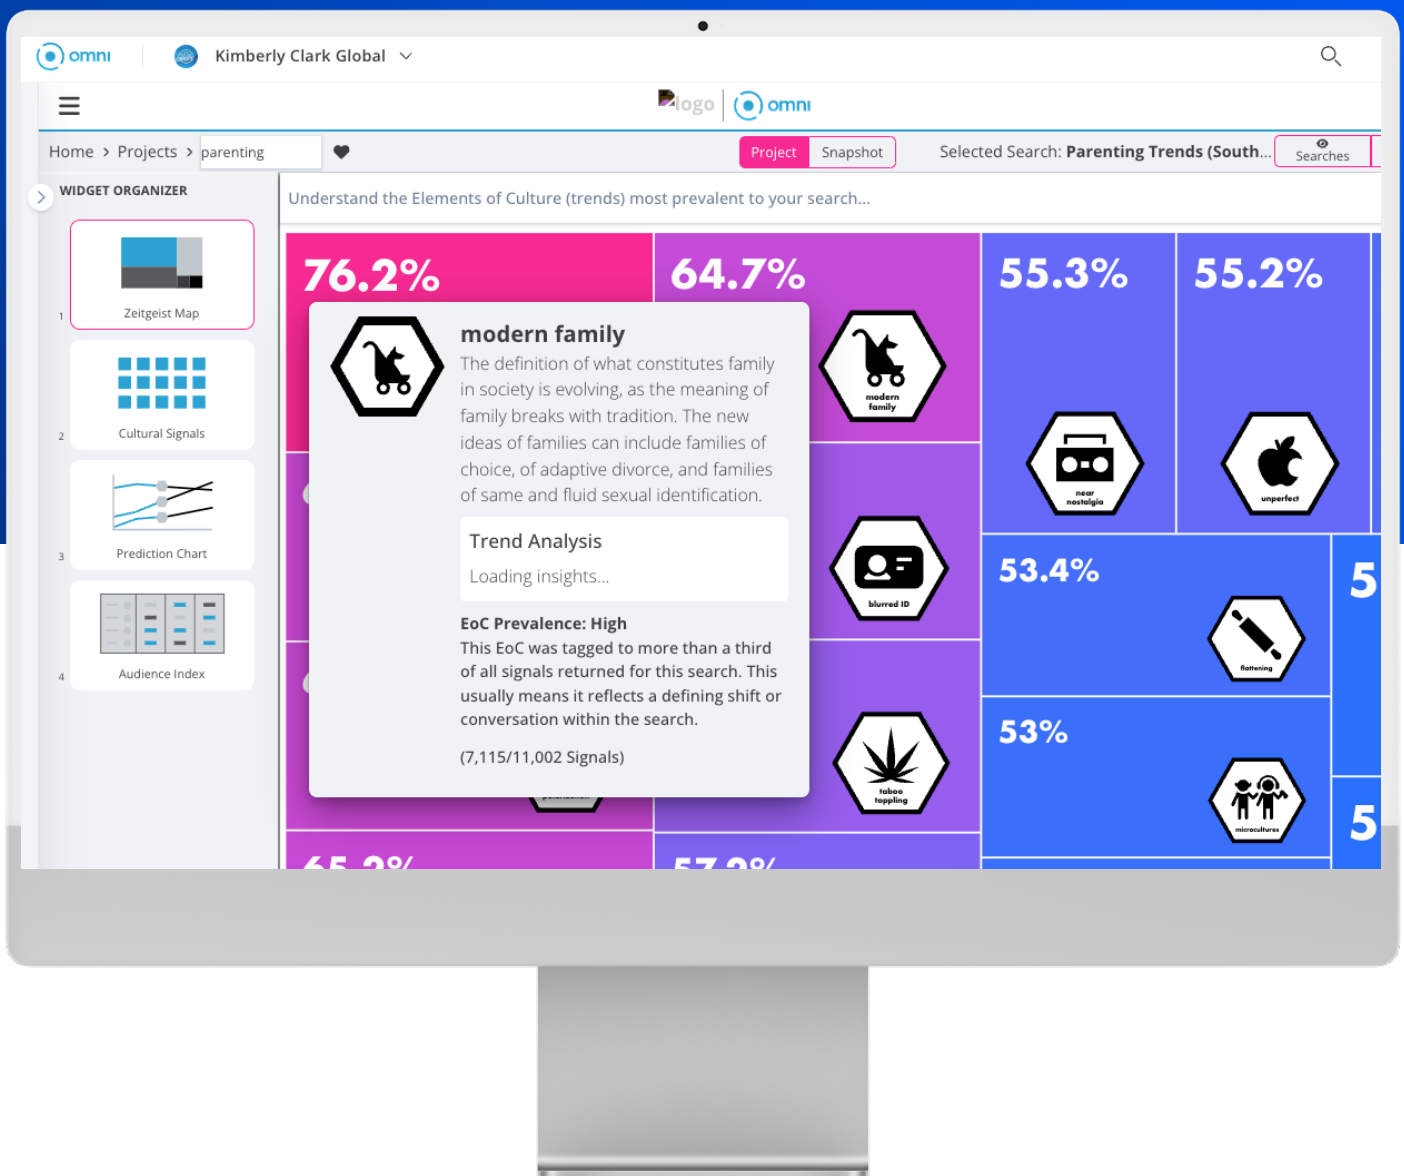 omni
Kimberly Clark Global
logo
omni
Home > Projects > parenting
Project
Snapshot
Selected Search: Parenting Trends (South...
Searches
WIDGET ORGANIZER
Understand the Elements of Culture (trends) most prevalent to your search...
1
Zeitgeist Map
2
Cultural Signals
3
Prediction Chart
4
Audience Index
76.2%
64.7%
55.3%
55.2%
modern family
The definition of what constitutes family
in society is evolving, as the meaning of
family breaks with tradition. The new
ideas of families can include families of
choice, of adaptive divorce, and families
of same and fluid sexual identification.
Trend Analysis
Loading insights...
EoC Prevalence: High
This EoC was tagged to more than a third
of all signals returned for this search. This
usually means it reflects a defining shift or
conversation within the search.
(7,115/11,002 Signals)
modern
family
near
nostalgia
unperfect
blurred ID
53.4%
5
flattening
taboo
toppling
53%
5
microcultures
65.2%
57.2%